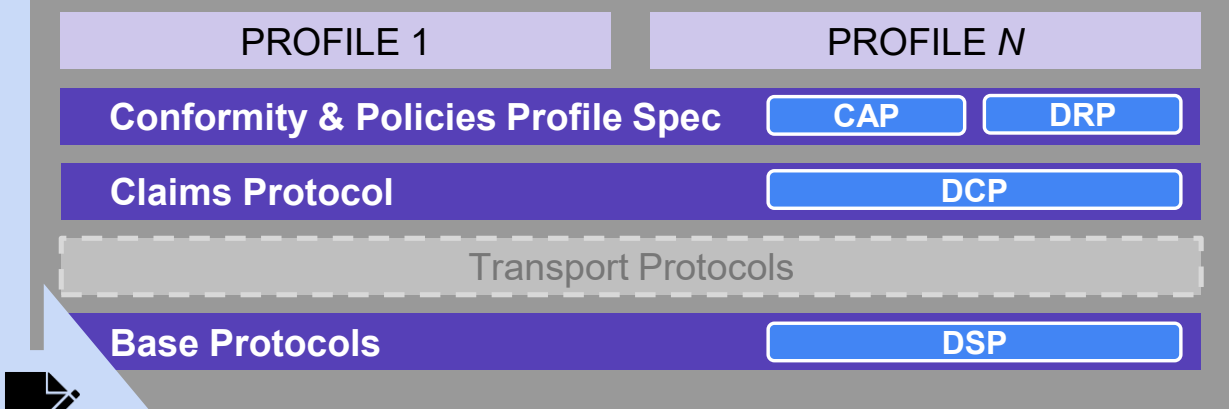 PROFILE 1
PROFILE N
Conformity & Policies Profile Spec CAP DRP
Claims Protocol DCP
Transport Protocols
Base Protocols DSP